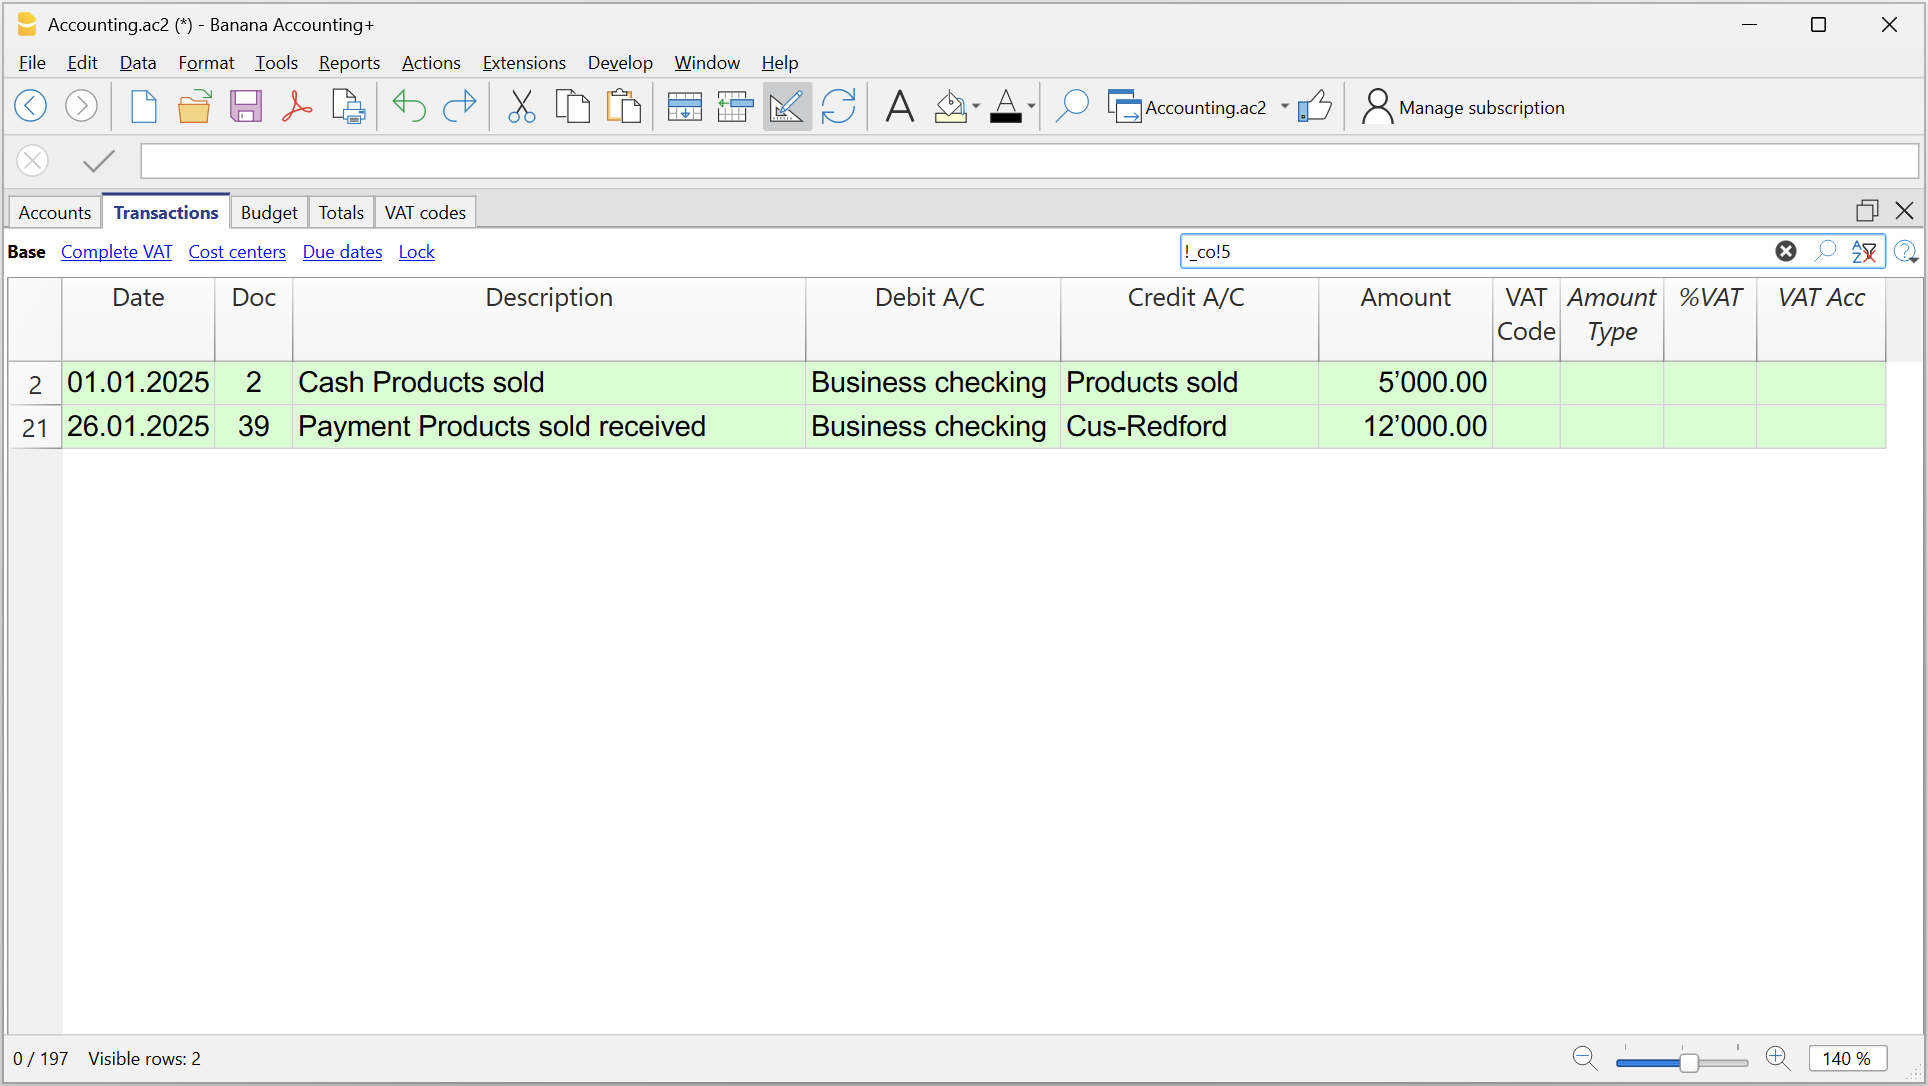 Accounting.ac2 (*) - Banana Accounting+
File Edit Data Format Tools Reports Actions Extensions Develop Window Help
Accounting.ac2 Manage subscription
Accounts Transactions Budget Totals VAT codes
Base Complete VAT Cost centers Due dates Lock !_co!5
Date Doc Description Debit A/C Credit A/C Amount VAT Code Amount Type %VAT VAT Acc
2 01.01.2025 2 Cash Products sold Business checking Products sold 5’000.00
21 26.01.2025 39 Payment Products sold received Business checking Cus-Redford 12’000.00
0 / 197 Visible rows: 2 140 %